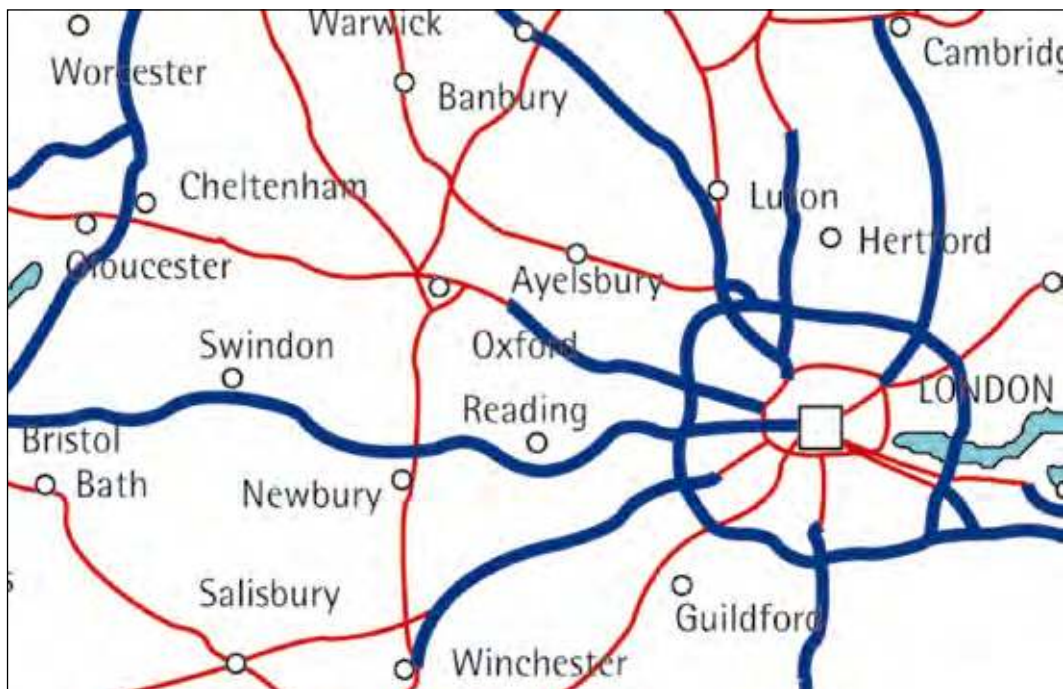 Warwick
Cambridg
Worcester
Banbury
Cheltenham
Luton
Hertford
Gloucester
Ayelsbury
Swindon
Oxford
LONDON
Reading
Bristol
Bath
Newbury
s
Salisbury
Guildford
Winchester